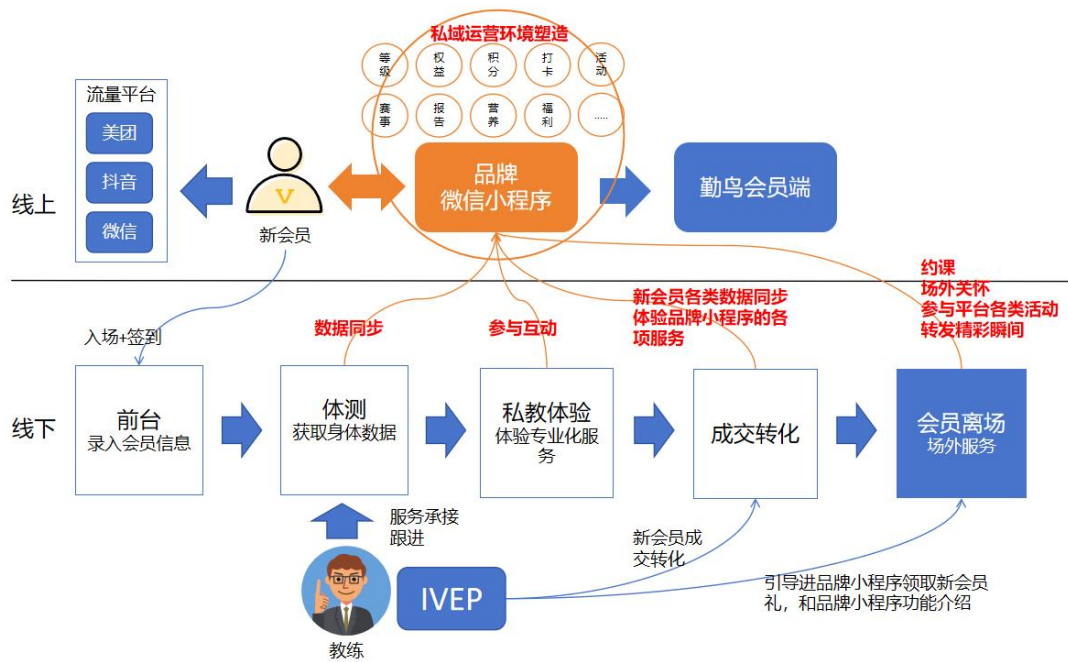 私域运营环境塑造
等级
权益
积分
打卡
活动
赛事
报告
营养
福利
.....
流量平台
美团
抖音
微信
线上
V
新会员
品牌
微信小程序
勤鸟会员端
约课
场外关怀
参与平台各类活动
转发精彩瞬间
新会员各类数据同步
体验品牌小程序的各
项服务
入场+签到
数据同步
参与互动
线下
前台
录入会员信息
体测
获取身体数据
私教体验
体验专业化服
务
成交转化
会员离场
场外服务
服务承接
跟进
新会员成
交转化
IVEP
引导进品牌小程序领取新会员
礼，和品牌小程序功能介绍
教练